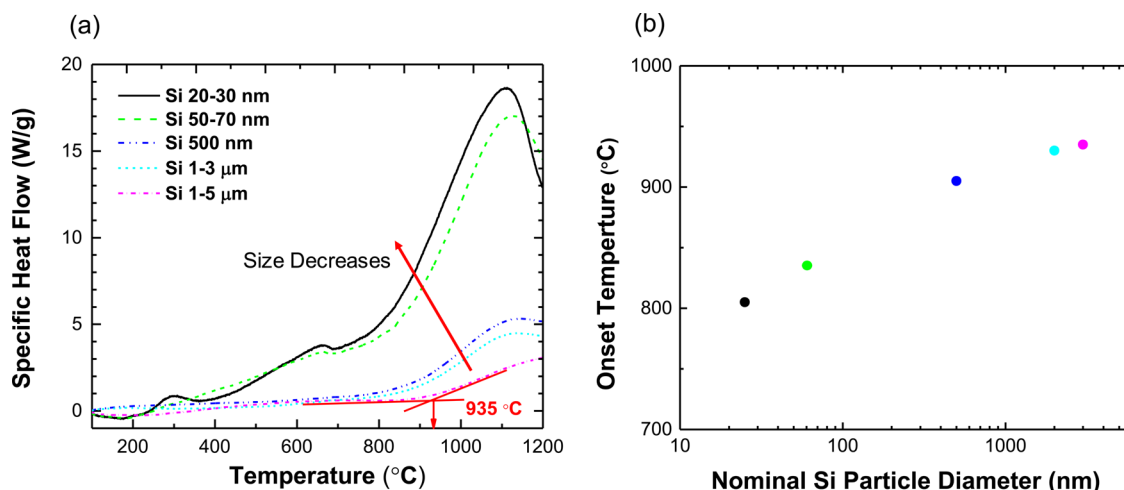 (a)
Specific Heat Flow (W/g)
20
15
10
5
0
Si 20-30 nm
Si 50-70 nm
Si 500 nm
Si 1-3 μm
Si 1-5 μm
Size Decreases
935 °C
200 400 600 800 1000 1200
Temperature (°C)
(b)
Onset Temperture (°C)
1000
900
800
700
10 100 1000
Nominal Si Particle Diameter (nm)